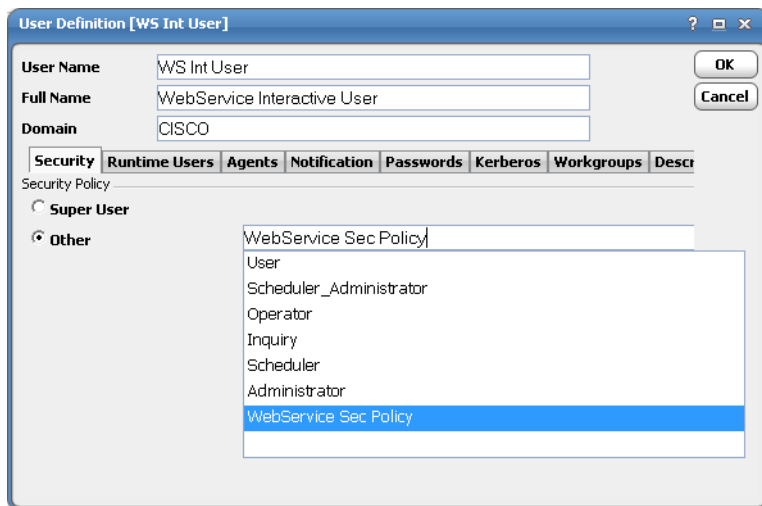 User Definition [WS Int User] ?
User Name WS Int User OK
Full Name WebService Interactive User Cancel
Domain CISCO
Security Runtime Users Agents Notification Passwords Kerberos Workgroups Descr
Security Policy
Super User
Other WebService Sec Policy
User
Scheduler_Administrator
Operator
Inquiry
Scheduler
Administrator
WebService Sec Policy